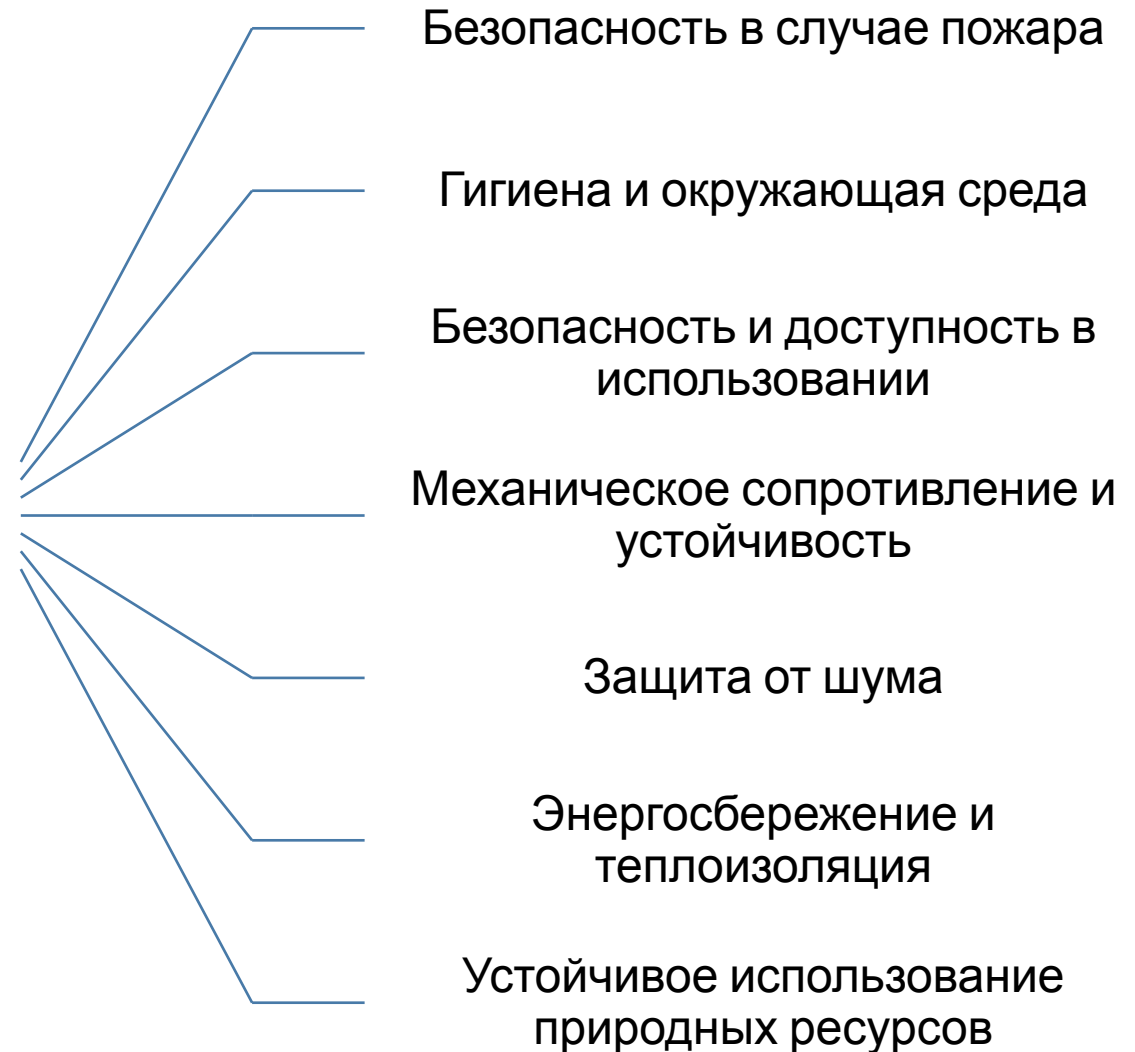 Безопасность в случае пожара
Гигиена и окружающая среда
Безопасность и доступность в
использовании
Механическое сопротивление и
устойчивость
Защита от шума
Энергосбережение и
теплоизоляция
Устойчивое использование
природных ресурсов